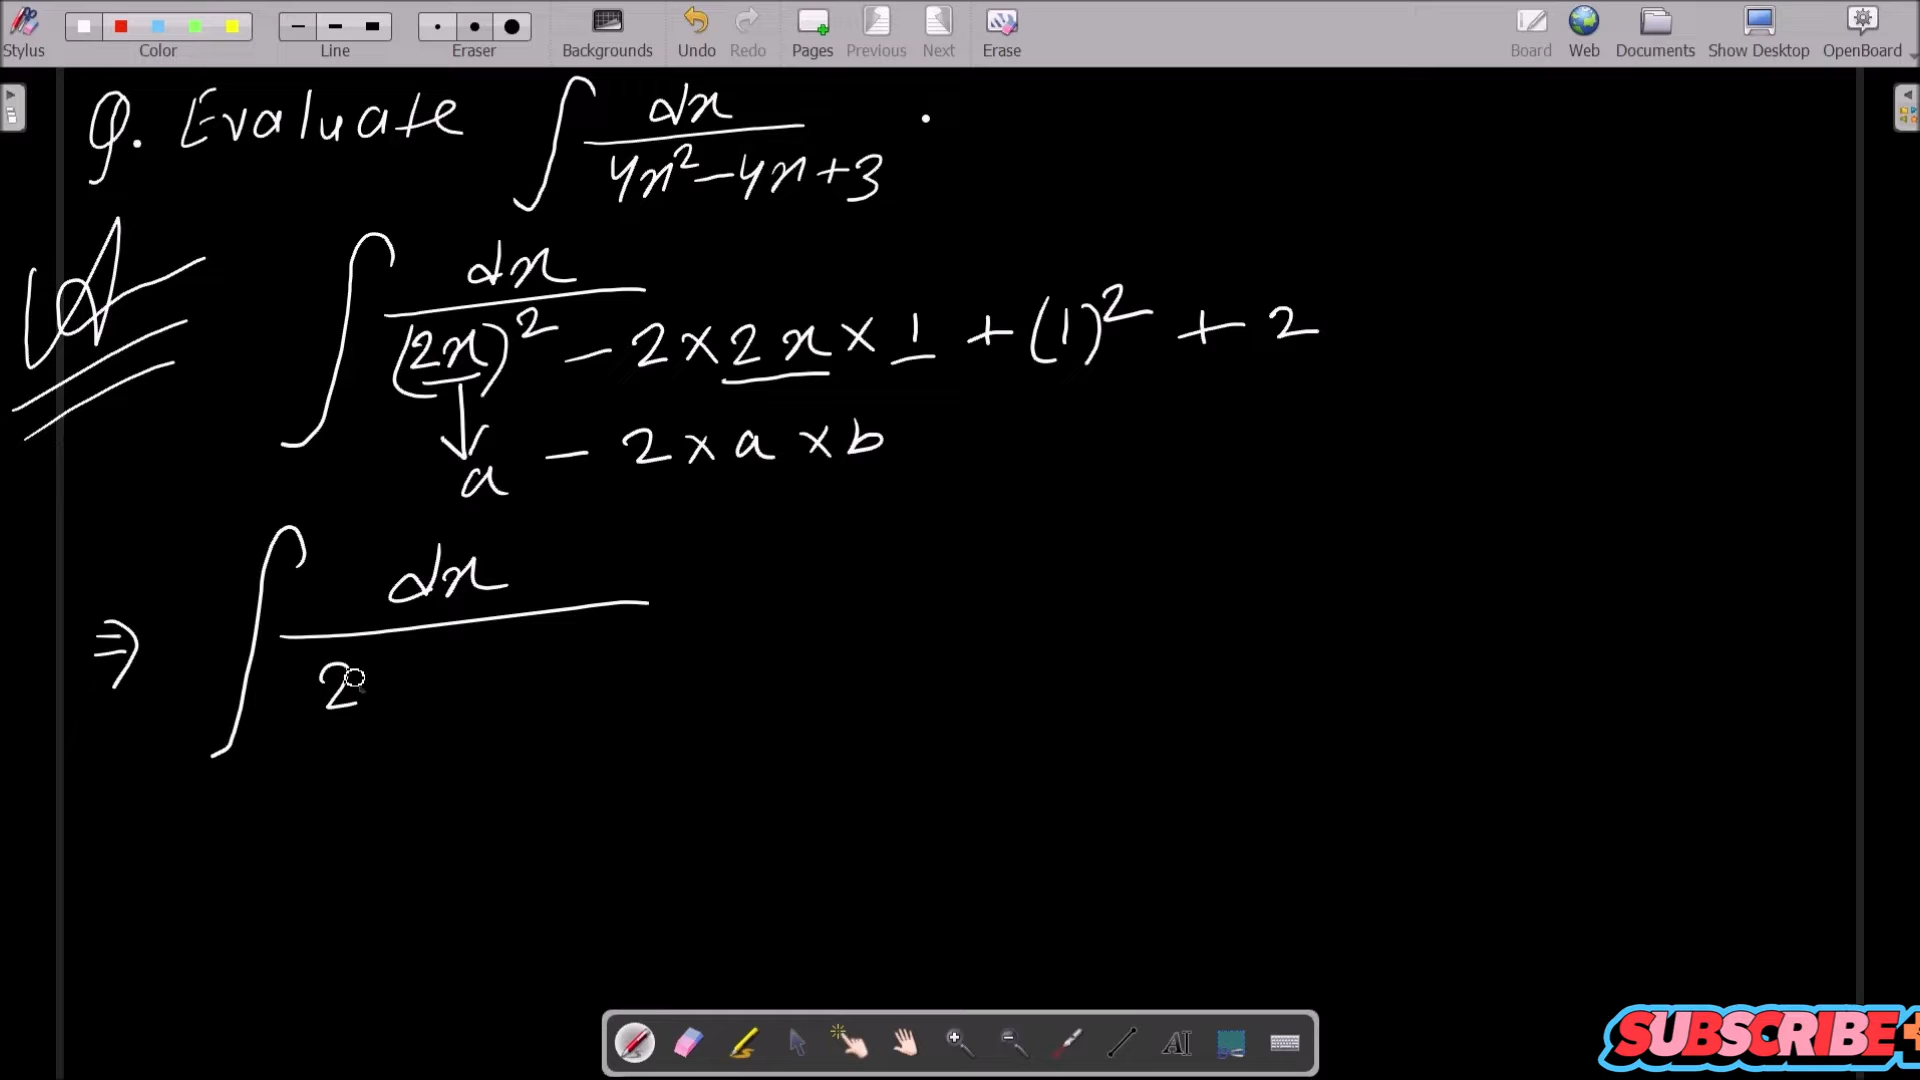 Stylus Color Line Eraser Backgrounds Undo Redo Pages Previous Next Erase Board Web Documents Show Desktop OpenBoard
Q. Evaluate ∫ dx / (4x² - 4x + 3) .
∫ dx / ((2x)² - 2 × 2x × 1 + (1)² + 2)
a - 2 × a × b
⇒ ∫ dx / 2
SUBSCRIBE